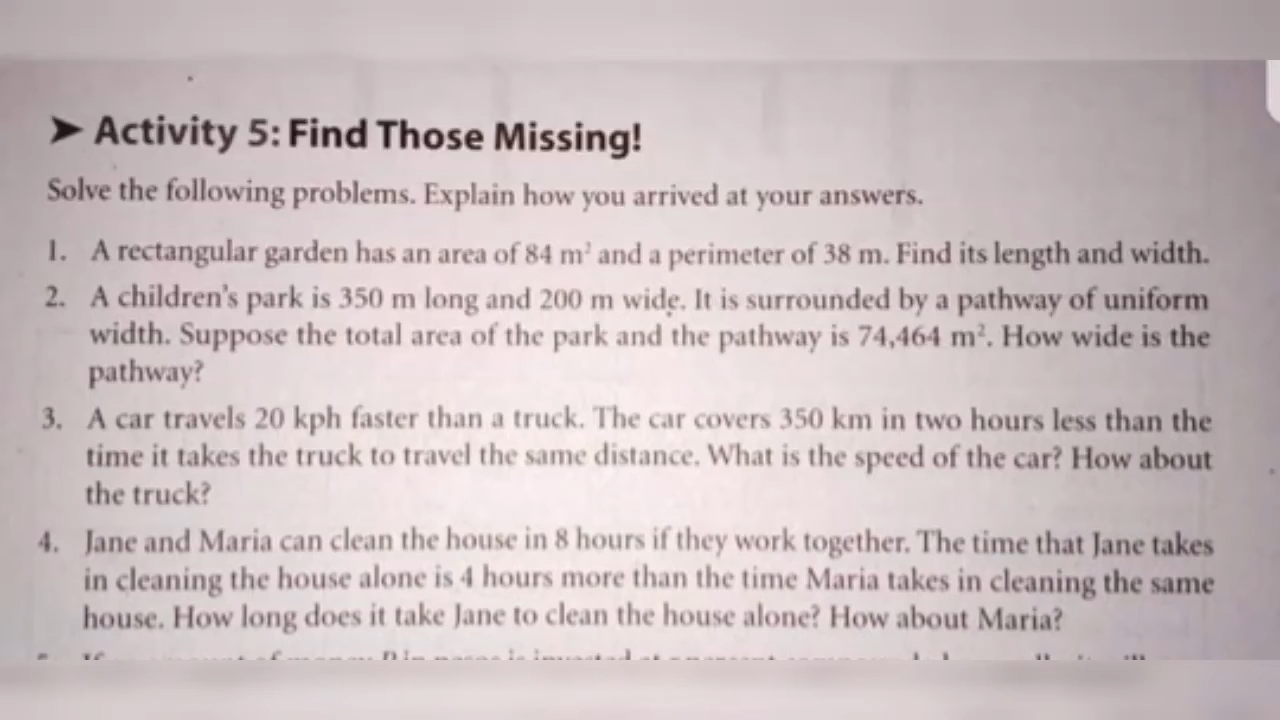 ➤ Activity 5: Find Those Missing!
Solve the following problems. Explain how you arrived at your answers.
1. A rectangular garden has an area of 84 m² and a perimeter of 38 m. Find its length and width.
2. A children's park is 350 m long and 200 m wide. It is surrounded by a pathway of uniform
width. Suppose the total area of the park and the pathway is 74,464 m². How wide is the
pathway?
3. A car travels 20 kph faster than a truck. The car covers 350 km in two hours less than the
time it takes the truck to travel the same distance. What is the speed of the car? How about
the truck?
4. Jane and Maria can clean the house in 8 hours if they work together. The time that Jane takes
in cleaning the house alone is 4 hours more than the time Maria takes in cleaning the same
house. How long does it take Jane to clean the house alone? How about Maria?